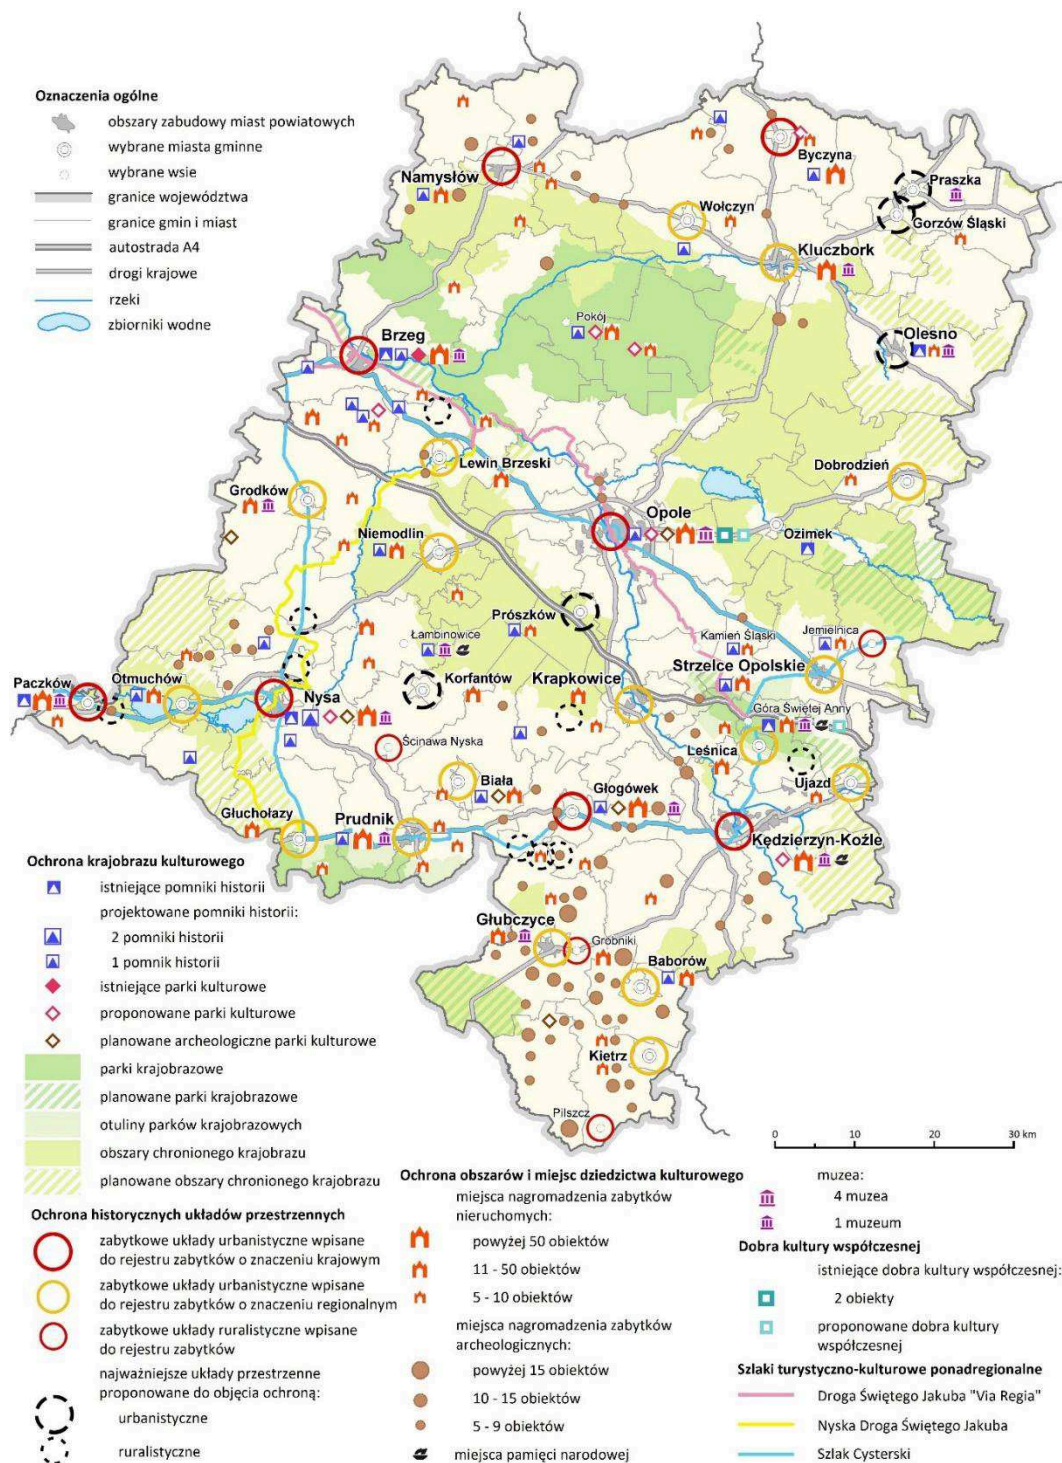 Oznaczenia ogólne
obszary zabudowy miast powiatowych
wybrane miasta gminne
wybrane wsie
granice województwa
granice gmin i miast
autostrada A4
drogi krajowe
rzeki
zbiorniki wodne
Namysłów
Byczyna
Praszka
Wołczyn
Gorzów Śląski
Kluczbork
Pokój
Brzeg
Olesno
Lewin Brzeski
Dobrodzień
Grodków
Opole
Niemodlin
Ozimek
Prószków
Łambinowice
Kamień Śląski
Jemielnica
Strzelce Opolskie
Paczków
Otmuchów
Nysa
Korfantów
Krapkowice
Góra Świętej Anny
Ścinawa Nyska
Leśnica
Biała
Głogówek
Ujazd
Głuchołazy
Prudnik
Kędzierzyn-Koźle
Głubczyce
Grobniki
Baborów
Kietrz
Pilszcz
Ochrona krajobrazu kulturowego
istniejące pomniki historii
projektowane pomniki historii:
2 pomniki historii
1 pomnik historii
istniejące parki kulturowe
proponowane parki kulturowe
planowane archeologiczne parki kulturowe
parki krajobrazowe
planowane parki krajobrazowe
otuliny parków krajobrazowych
obszary chronionego krajobrazu
planowane obszary chronionego krajobrazu
0 10 20 30 km
Ochrona historycznych układów przestrzennych
zabytkowe układy urbanistyczne wpisane
do rejestru zabytków o znaczeniu krajowym
zabytkowe układy urbanistyczne wpisane
do rejestru zabytków o znaczeniu regionalnym
zabytkowe układy ruralistyczne wpisane
do rejestru zabytków
najważniejsze układy przestrzenne
proponowane do objęcia ochroną:
urbanistyczne
ruralistyczne
Ochrona obszarów i miejsc dziedzictwa kulturowego
miejsca nagromadzenia zabytków
nieruchomych:
powyżej 50 obiektów
11 - 50 obiektów
5 - 10 obiektów
miejsca nagromadzenia zabytków
archeologicznych:
powyżej 15 obiektów
10 - 15 obiektów
5 - 9 obiektów
miejsca pamięci narodowej
muzea:
4 muzea
1 muzeum
Dobra kultury współczesnej
istniejące dobra kultury współczesnej:
2 obiekty
proponowane dobra kultury
współczesnej
Szlaki turystyczno-kulturowe ponadregionalne
Droga Świętego Jakuba "Via Regia"
Nyska Droga Świętego Jakuba
Szlak Cysterski